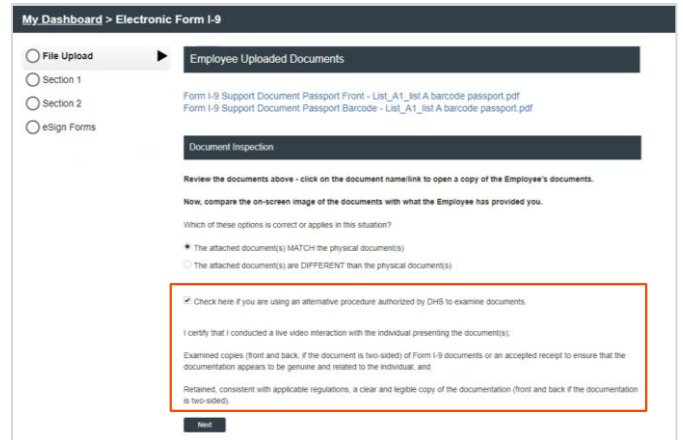 My Dashboard > Electronic Form I-9
File Upload
Section 1
Section 2
eSign Forms
Employee Uploaded Documents
Form I-9 Support Document Passport Front - List_A1_list A barcode passport.pdf
Form I-9 Support Document Passport Barcode - List_A1_list A barcode passport.pdf
Document Inspection
Review the documents above - click on the document name/link to open a copy of the Employee's documents.
Now, compare the on-screen image of the documents with what the Employee has provided you.
Which of these options is correct or applies in this situation?
The attached document(s) MATCH the physical document(s)
The attached document(s) are DIFFERENT than the physical document(s)
Check here if you are using an alternative procedure authorized by DHS to examine documents.
I certify that I conducted a live video interaction with the individual presenting the document(s);
Examined copies (front and back, if the document is two-sided) of Form I-9 documents or an accepted receipt to ensure that the
documentation appears to be genuine and related to the individual; and
Retained, consistent with applicable regulations, a clear and legible copy of the documentation (front and back if the documentation
is two-sided).
Next